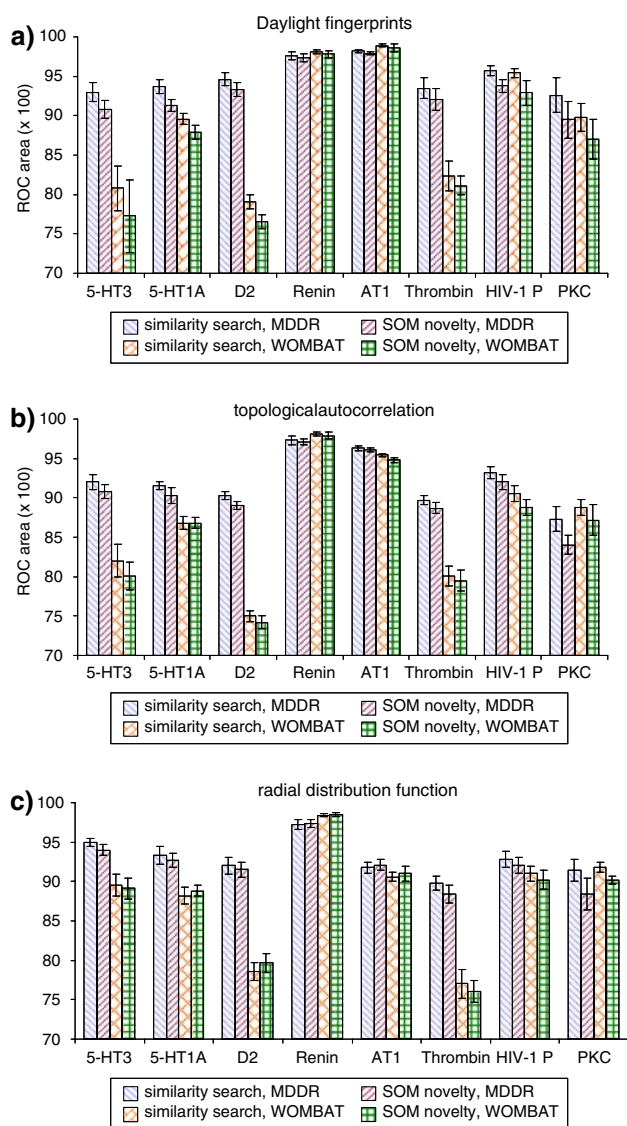 a)
Daylight fingerprints
ROC area (x 100)
100
95
90
85
80
75
70
5-HT3 5-HT1A D2 Renin AT1 Thrombin HIV-1 P PKC
similarity search, MDDR SOM novelty, MDDR
similarity search, WOMBAT SOM novelty, WOMBAT
b)
topologicalautocorrelation
ROC area (x 100)
100
95
90
85
80
75
70
5-HT3 5-HT1A D2 Renin AT1 Thrombin HIV-1 P PKC
similarity search, MDDR SOM novelty, MDDR
similarity search, WOMBAT SOM novelty, WOMBAT
c)
radial distribution function
100
95
90
85
80
75
70
5-HT3 5-HT1A D2 Renin AT1 Thrombin HIV-1 P PKC
similarity search, MDDR SOM novelty, MDDR
similarity search, WOMBAT SOM novelty, WOMBAT